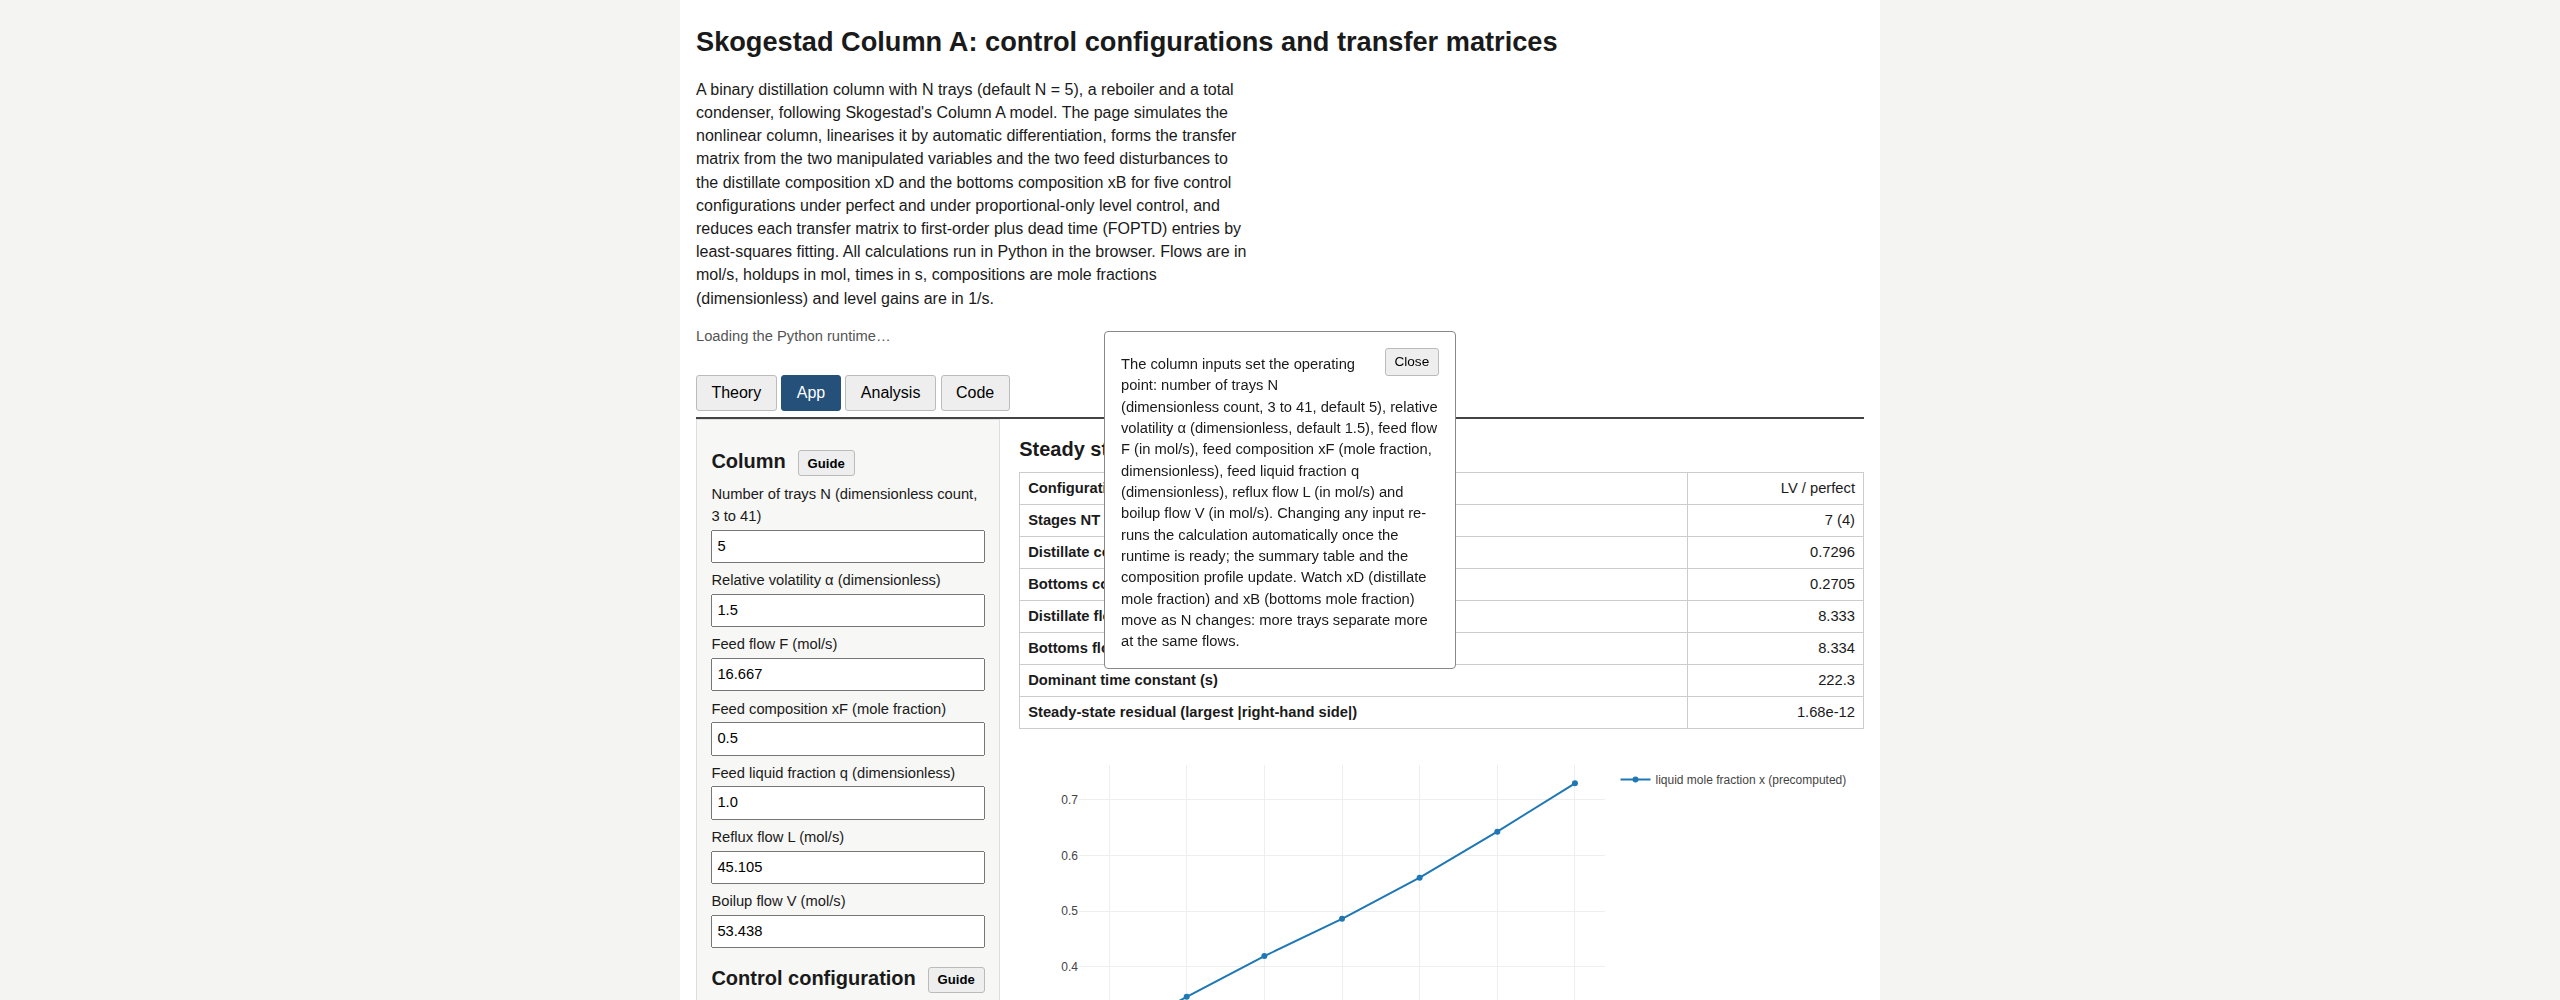 Skogestad Column A: control configurations and transfer matrices
A binary distillation column with N trays (default N = 5), a reboiler and a total
condenser, following Skogestad's Column A model. The page simulates the
nonlinear column, linearises it by automatic differentiation, forms the transfer
matrix from the two manipulated variables and the two feed disturbances to
the distillate composition xD and the bottoms composition xB for five control
configurations under perfect and under proportional-only level control, and
reduces each transfer matrix to first-order plus dead time (FOPTD) entries by
least-squares fitting. All calculations run in Python in the browser. Flows are in
mol/s, holdups in mol, times in s, compositions are mole fractions
(dimensionless) and level gains are in 1/s.
Loading the Python runtime…
Theory
App
Analysis
Code
Column
Guide
Number of trays N (dimensionless count,
3 to 41)
5
Relative volatility α (dimensionless)
1.5
Feed flow F (mol/s)
16.667
Feed composition xF (mole fraction)
0.5
Feed liquid fraction q (dimensionless)
1.0
Reflux flow L (mol/s)
45.105
Boilup flow V (mol/s)
53.438
Control configuration
Guide
Close
The column inputs set the operating
point: number of trays N
(dimensionless count, 3 to 41, default 5), relative
volatility α (dimensionless, default 1.5), feed flow
F (in mol/s), feed composition xF (mole fraction,
dimensionless), feed liquid fraction q
(dimensionless), reflux flow L (in mol/s) and
boilup flow V (in mol/s). Changing any input re-
runs the calculation automatically once the
runtime is ready; the summary table and the
composition profile update. Watch xD (distillate
mole fraction) and xB (bottoms mole fraction)
move as N changes: more trays separate more
at the same flows.
Steady
LV / perfect
Stages NT
7 (4)
Distillate
0.7296
Bottoms
0.2705
Distillate
8.333
Bottoms
8.334
Dominant time constant (s)
222.3
Steady-state residual (largest |right-hand side|)
1.68e-12
liquid mole fraction x (precomputed)
0.7
0.6
0.5
0.4